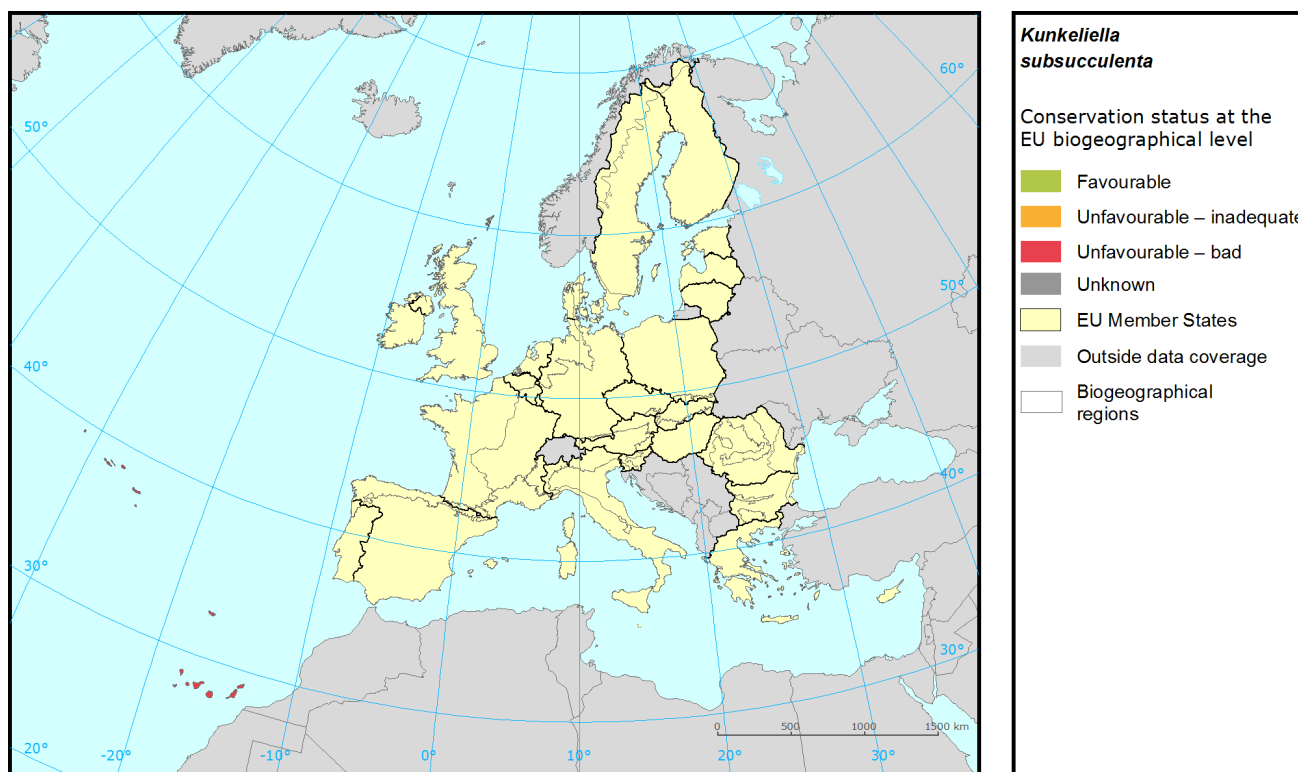 Kunkeliella
subsucculenta
Conservation status at the
EU biogeographical level
Favourable
Unfavourable – inadequate
Unfavourable – bad
Unknown
EU Member States
Outside data coverage
Biogeographical
regions
60°
50°
50°
40°
40°
30°
30°
20°
-20°
-10°
0°
10°
20°
30°
0
500
1000
1500 km